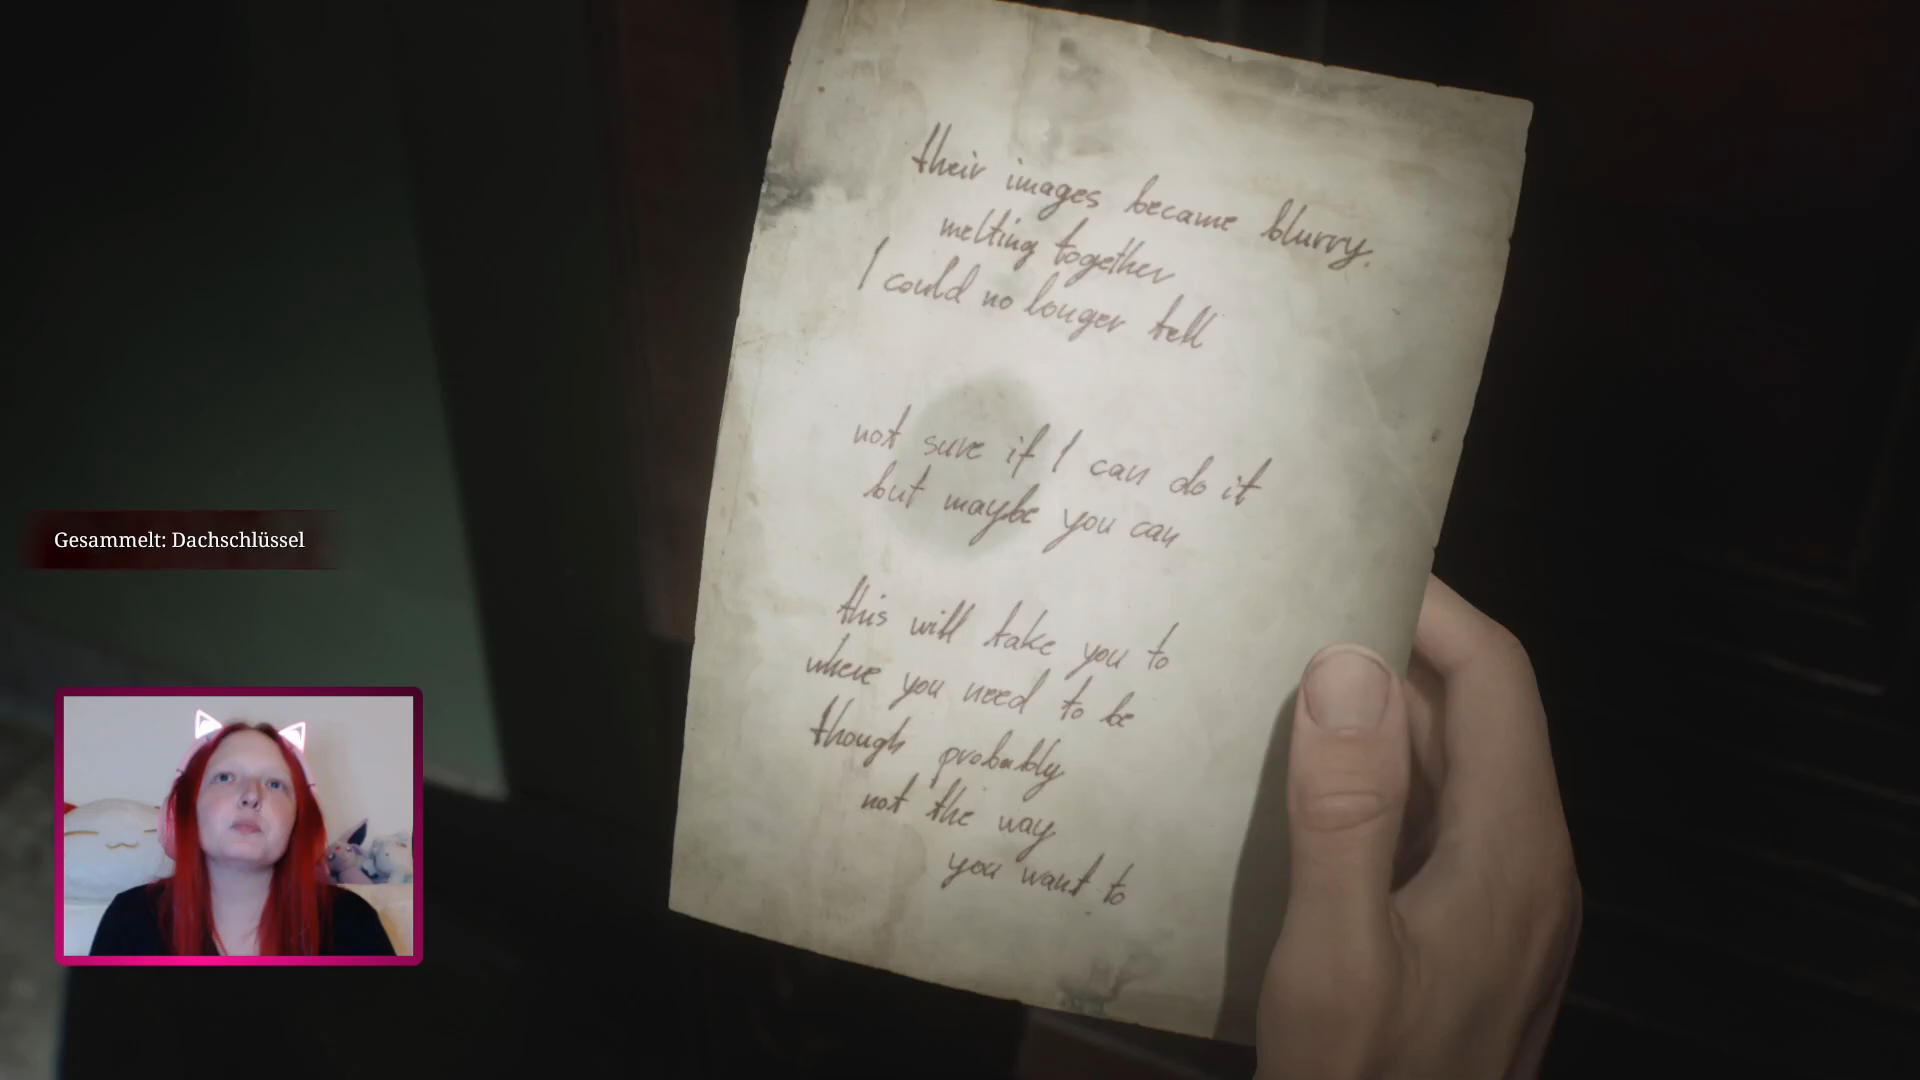 their images became blurry.
melting together
I could no longer tell
not sure if I can do it
but maybe you can
Gesammelt: Dachschlüssel
this will take you to
where you need to be
though probably
not the way
you want to